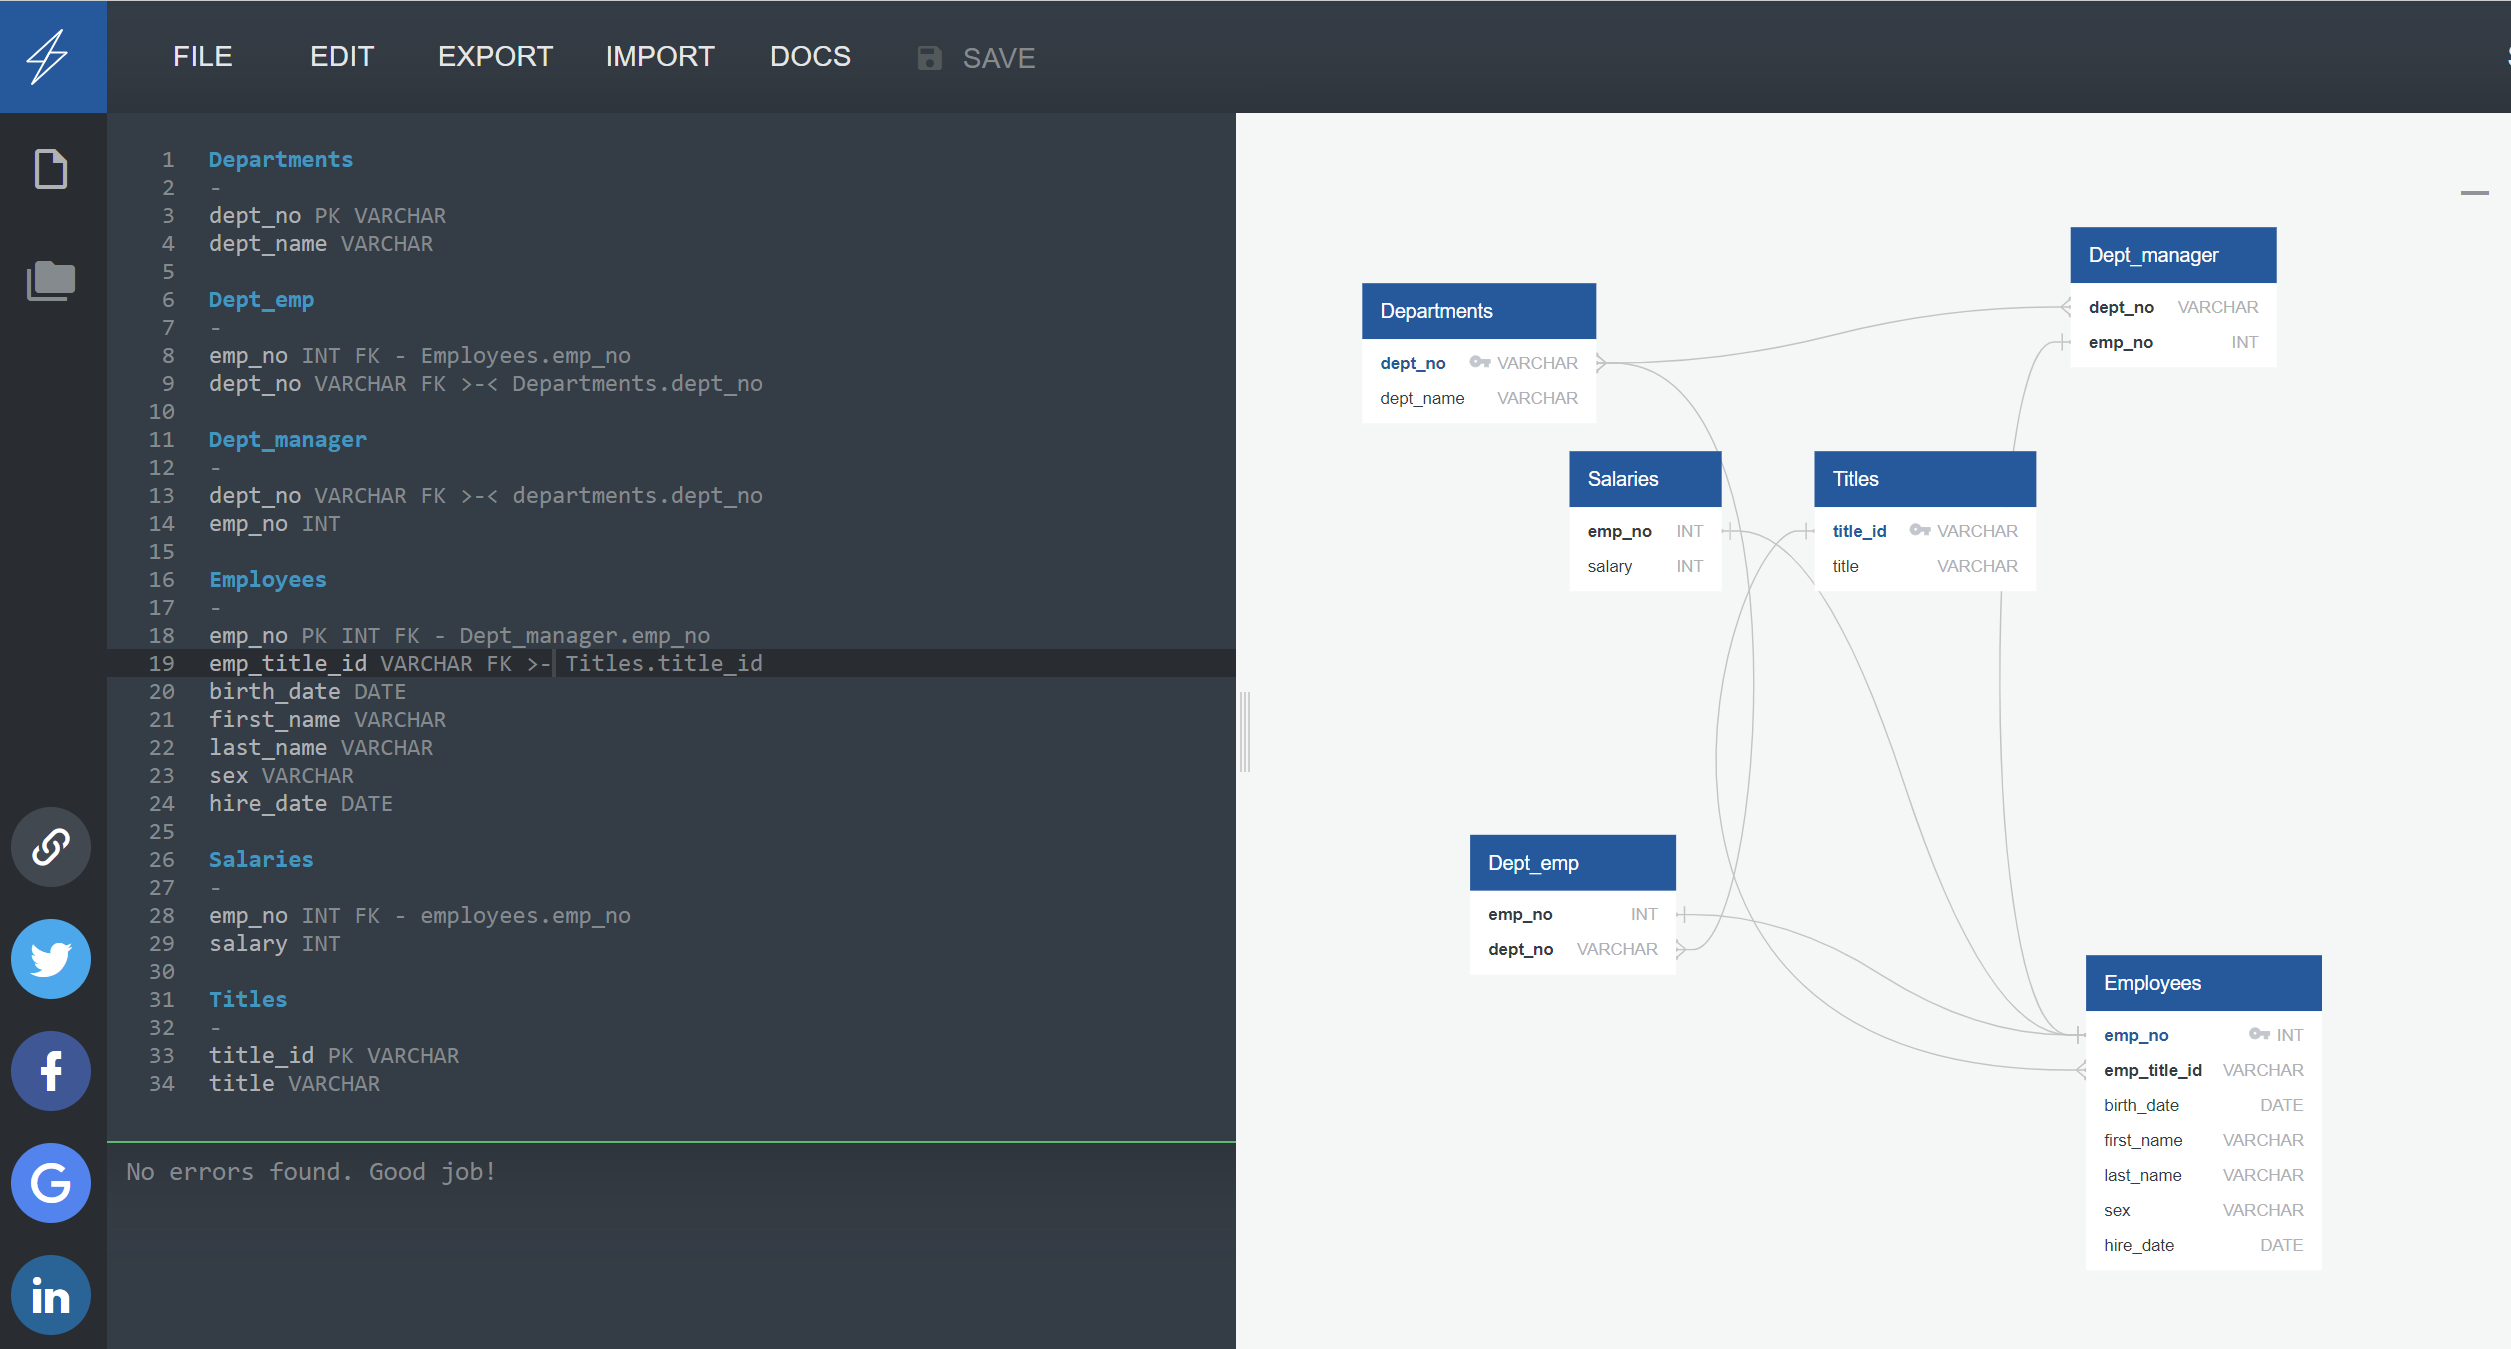 FILE EDIT EXPORT IMPORT DOCS SAVE
1 Departments
2 -
3 dept_no PK VARCHAR
4 dept_name VARCHAR
5
6 Dept_emp
7 -
8 emp_no INT FK - Employees.emp_no
9 dept_no VARCHAR FK >-< Departments.dept_no
10
11 Dept_manager
12 -
13 dept_no VARCHAR FK >-< departments.dept_no
14 emp_no INT
15
16 Employees
17 -
18 emp_no PK INT FK - Dept_manager.emp_no
19 emp_title_id VARCHAR FK >- Titles.title_id
20 birth_date DATE
21 first_name VARCHAR
22 last_name VARCHAR
23 sex VARCHAR
24 hire_date DATE
25
26 Salaries
27 -
28 emp_no INT FK - employees.emp_no
29 salary INT
30
31 Titles
32 -
33 title_id PK VARCHAR
34 title VARCHAR
No errors found. Good job!
Dept_manager
dept_no VARCHAR
emp_no INT
Departments
dept_no VARCHAR
dept_name VARCHAR
Salaries
emp_no INT
salary INT
Titles
title_id VARCHAR
title VARCHAR
Dept_emp
emp_no INT
dept_no VARCHAR
Employees
emp_no INT
emp_title_id VARCHAR
birth_date DATE
first_name VARCHAR
last_name VARCHAR
sex VARCHAR
hire_date DATE